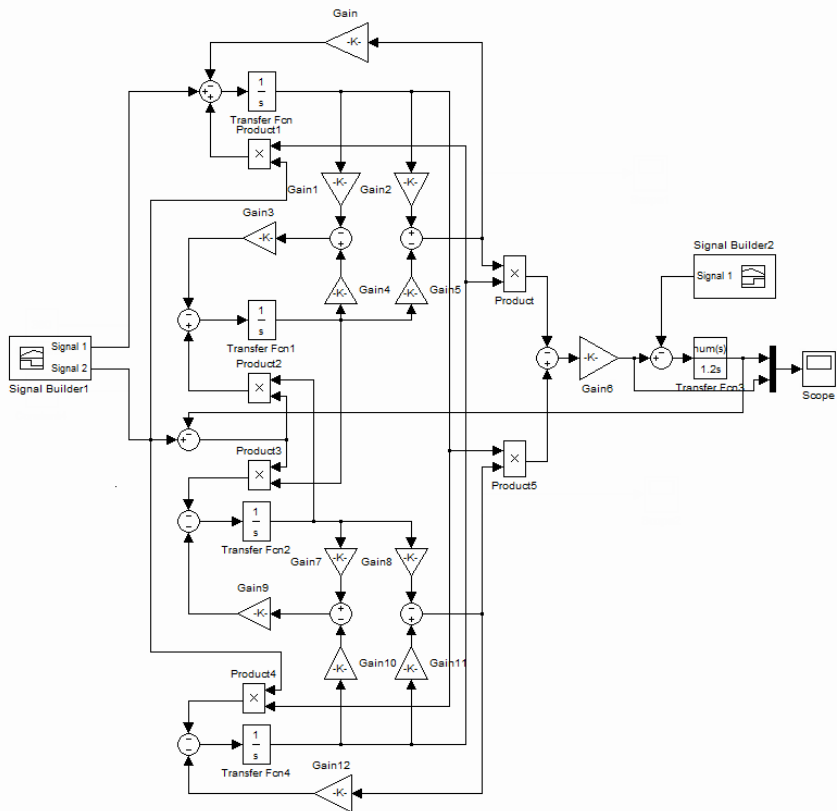 Gain
-K-
1
s
Transfer Fcn
Product1
×
Gain1
-K-
Gain2
-K-
Gain3
-K-
Signal Builder2
Signal 1
-K-
Gain4
-K-
Gain5
×
Product
1
s
Transfer Fcn1
Signal 1
Signal 2
Signal Builder1
Product2
×
-K-
Gain6
num(s)
1.2s
Transfer Fcn3
Scope
Product3
×
×
Product5
1
s
Transfer Fcn2
Gain7
-K-
Gain8
-K-
Gain9
-K-
-K-
Gain10
-K-
Gain11
Product4
×
1
s
Transfer Fcn4
Gain12
-K-